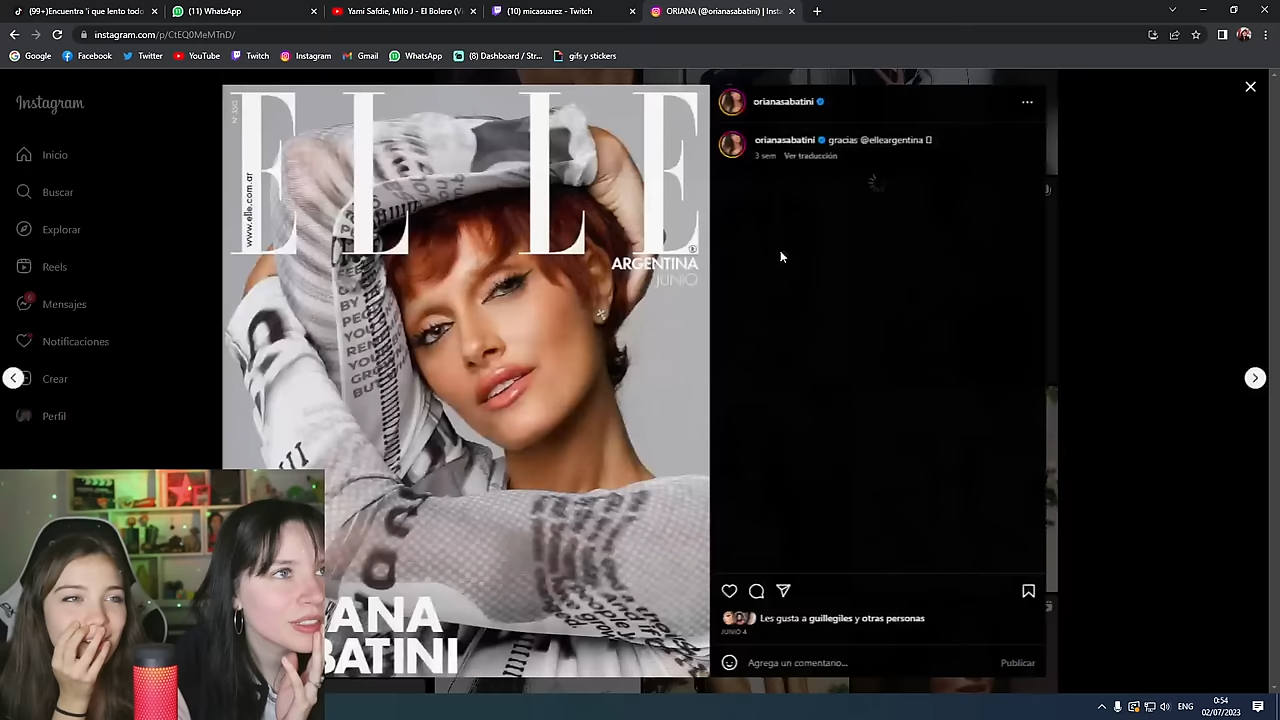 (99+)Encuentra 'i que lento todo
(11) WhatsApp
Yami Safdie, Milo J - El Bolero (V
(10) micasuarez - Twitch
ORIANA (@orianasabatini) | Inst
instagram.com/p/CtEQ0MeMTnD/
Google
Facebook
Twitter
YouTube
Twitch
Instagram
Gmail
WhatsApp
(8) Dashboard / Str...
gifs y stickers
Instagram
Inicio
Buscar
Explorar
Reels
6
Mensajes
Notificaciones
Crear
Perfil
ELLE
www.elle.com.ar
ARGENTINA
JUNIO
IANA
BATINI
orianasabatini
orianasabatini gracias @elleargentina
3 sem Ver traducción
Les gusta a guillegiles y otras personas
JUNIO 4
Agrega un comentario...
Publicar
ENG
0:54
02/07/2023